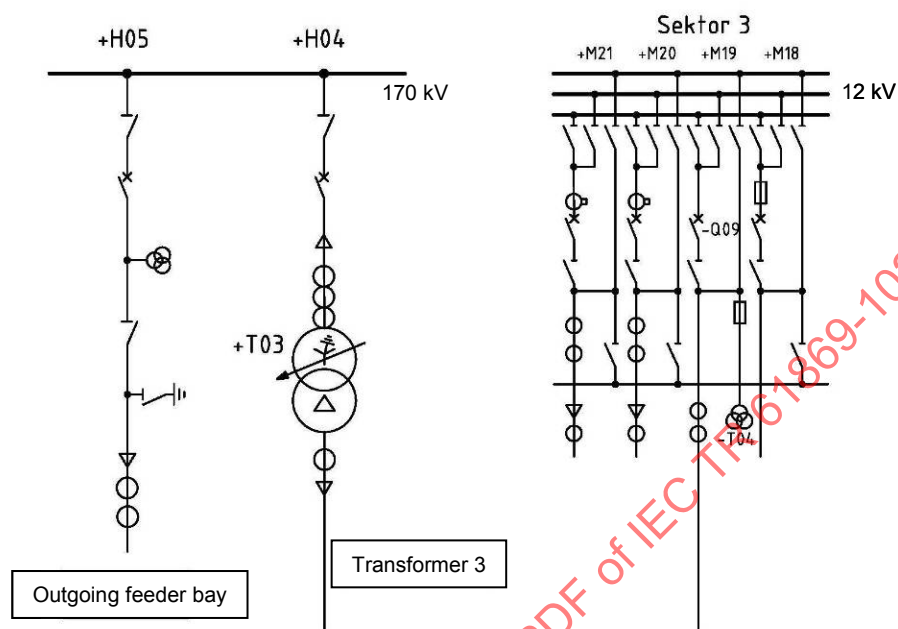 +H05
+H04
170 kV
+T03
Outgoing feeder bay
Transformer 3
Sektor 3
+M21 +M20 +M19 +M18
12 kV
-Q09
-T04
PDF of IEC TR 61869-10